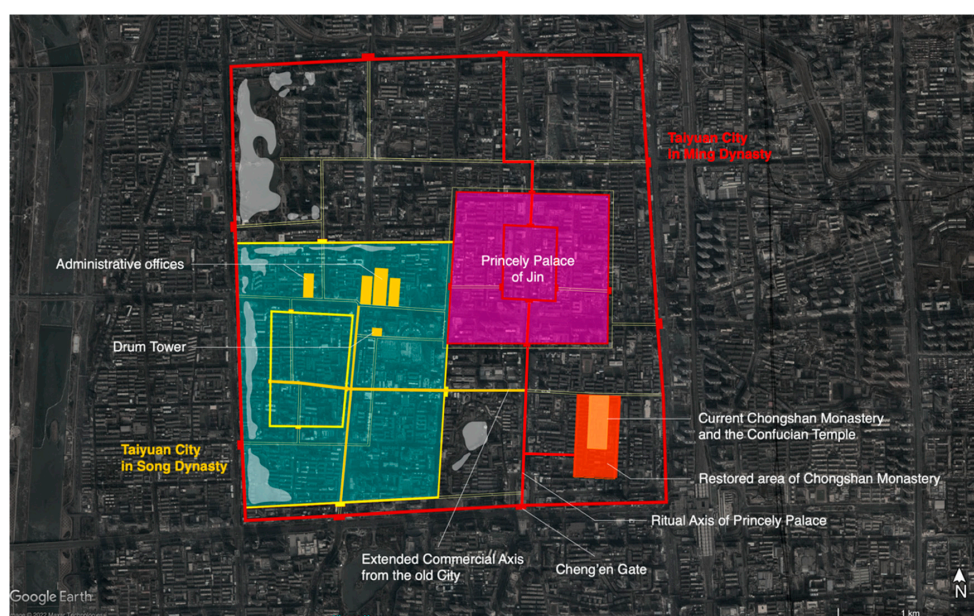 Taiyuan City
in Ming Dynasty
Administrative offices
Princely Palace
of Jin
Drum Tower
Current Chongshan Monastery
and the Confucian Temple
Taiyuan City
in Song Dynasty
Restored area of Chongshan Monastery
Ritual Axis of Princely Palace
Extended Commercial Axis
from the old City
Cheng'en Gate
N
Google Earth
1 km